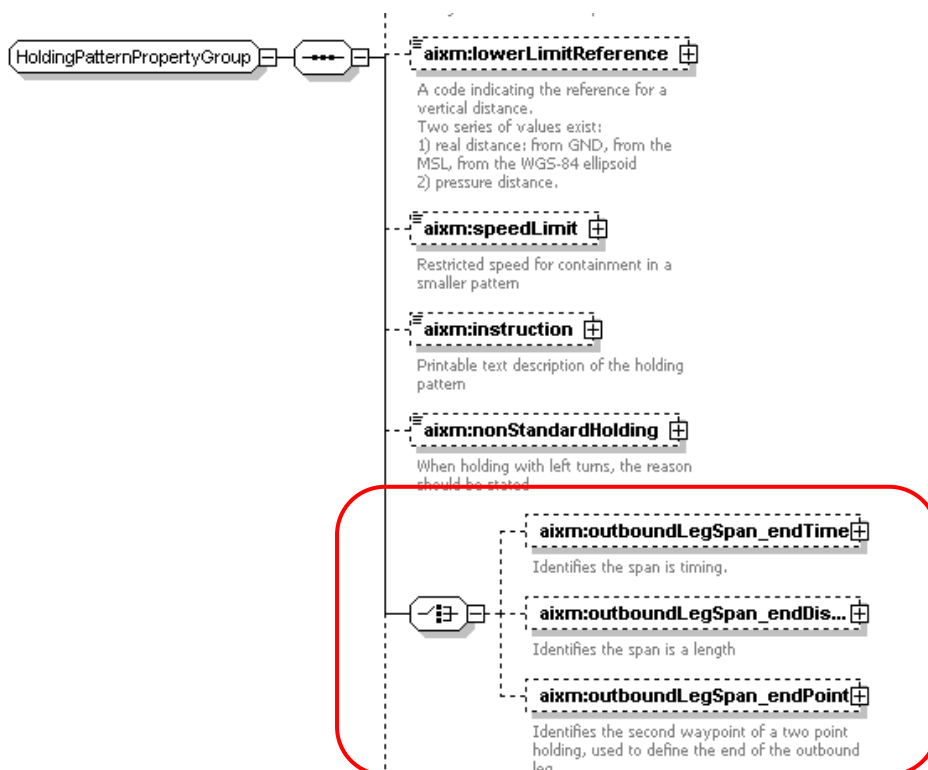 HoldingPatternPropertyGroup
aixm:lowerLimitReference
A code indicating the reference for a
vertical distance.
Two series of values exist:
1) real distance: from GND, from the
MSL, from the WGS-84 ellipsoid
2) pressure distance.
aixm:speedLimit
Restricted speed for containment in a
smaller pattern
aixm:instruction
Printable text description of the holding
pattern
aixm:nonStandardHolding
When holding with left turns, the reason
should be stated
aixm:outboundLegSpan_endTime
Identifies the span is timing.
aixm:outboundLegSpan_endDis...
Identifies the span is a length
aixm:outboundLegSpan_endPoint
Identifies the second waypoint of a two point
holding, used to define the end of the outbound
leg